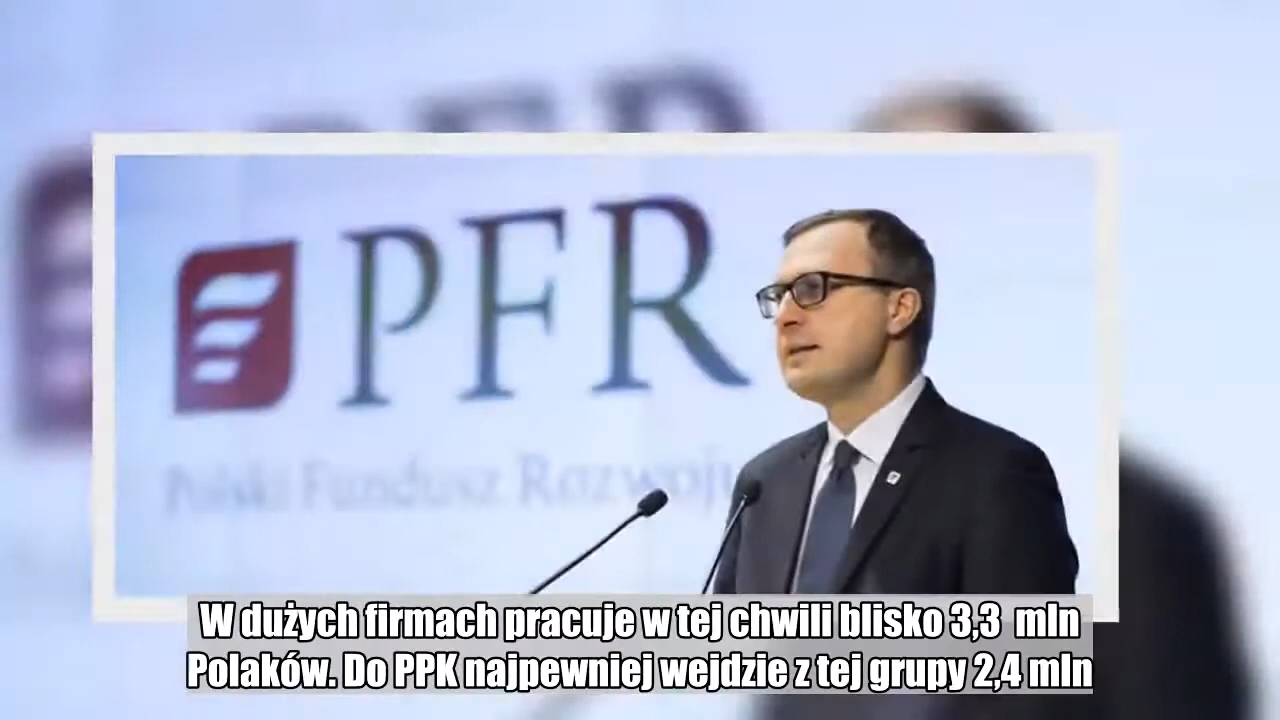 PFR
Polski Fundusz Rozwoju
W dużych firmach pracuje w tej chwili blisko 3,3 mln
Polaków. Do PPK najpewniej wejdzie z tej grupy 2,4 mln